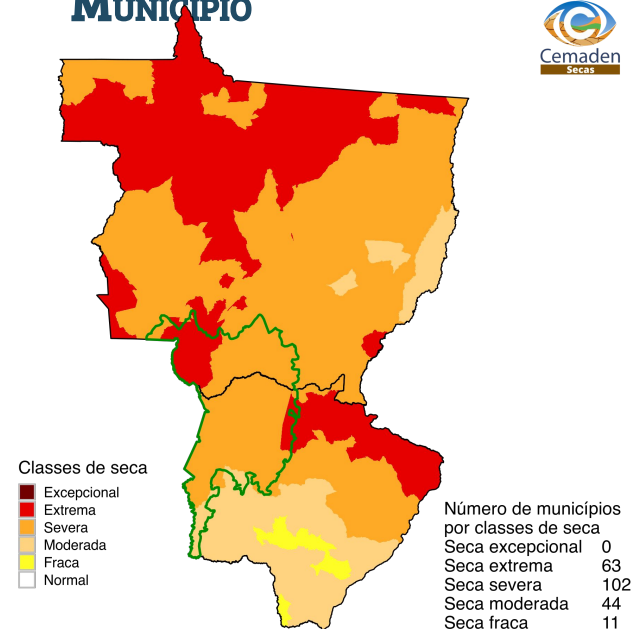 MUNICÍPIO
Cemaden
Secas
Classes de seca
Excepcional
Extrema
Severa
Moderada
Fraca
Normal
Número de municípios
por classes de seca
Seca excepcional 0
Seca extrema 63
Seca severa 102
Seca moderada 44
Seca fraca 11